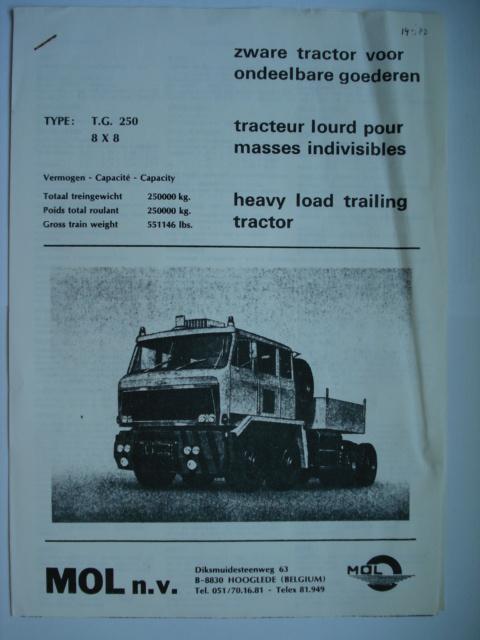 zware tractor voor
ondeelbare goederen
TYPE: T.G. 250
8 X 8
tracteur lourd pour
masses indivisibles
Vermogen - Capacité - Capacity
Totaal treingewicht 250000 kg.
Poids total roulant 250000 kg.
Gross train weight 551146 lbs.
heavy load trailing
tractor
MOL n.v.
Diksmuidesteenweg 63
B-8830 HOOGLEDE (BELGIUM)
Tel. 051/70.16.81 - Telex 81.949
MOL